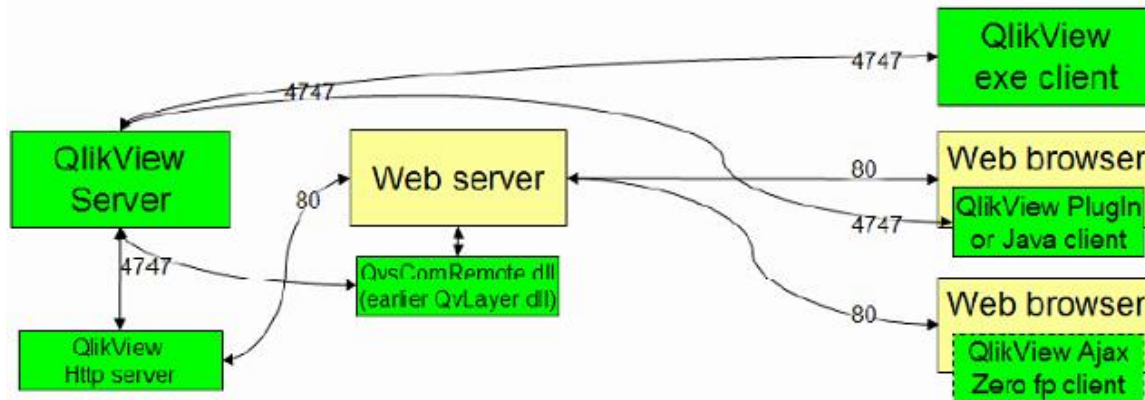 QlikView
exe client
4747
4747
QlikView
Server
Web server
Web browser
80
QlikView PlugIn
or Java client
80
4747
4747
QvsComRemote dll
(earlier QvLayer dll)
Web browser
80
QlikView
Http server
QlikView Ajax
Zero fp client